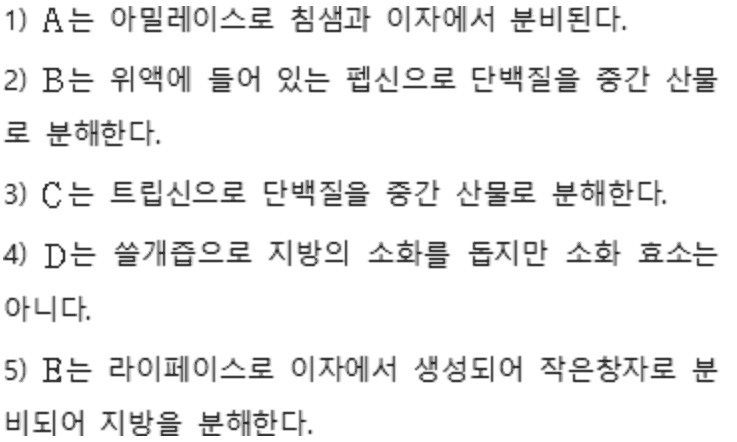 1) A는 아밀레이스로 침샘과 이자에서 분비된다.
2) B는 위액에 들어 있는 펩신으로 단백질을 중간 산물
로 분해한다.
3) C는 트립신으로 단백질을 중간 산물로 분해한다.
4) D는 쓸개즙으로 지방의 소화를 돕지만 소화 효소는
아니다.
5) E는 라이페이스로 이자에서 생성되어 작은창자로 분
비되어 지방을 분해한다.